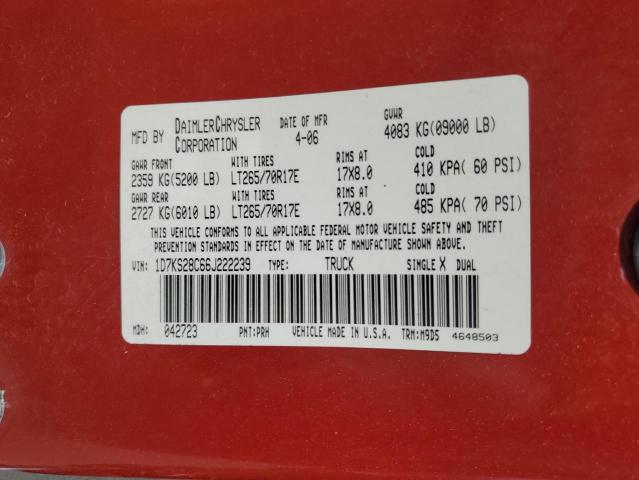 MFD BY DAIMLERCHRYSLER CORPORATION DATE OF MFR 4-06 GVWR 4083 KG(09000 LB)
GAWR FRONT WITH TIRES RIMS AT COLD
2359 KG(5200 LB) LT265/70R17E 17X8.0 410 KPA( 60 PSI)
GAWR REAR WITH TIRES RIMS AT COLD
2727 KG(6010 LB) LT265/70R17E 17X8.0 485 KPA( 70 PSI)
THIS VEHICLE CONFORMS TO ALL APPLICABLE FEDERAL MOTOR VEHICLE SAFETY AND THEFT
PREVENTION STANDARDS IN EFFECT ON THE DATE OF MANUFACTURE SHOWN ABOVE.
VIN: 1D7KS28C66J222239 TYPE: TRUCK SINGLE X DUAL
MDH: 042723 PNT:PRH VEHICLE MADE IN U.S.A. TRM:M9D5 4648503